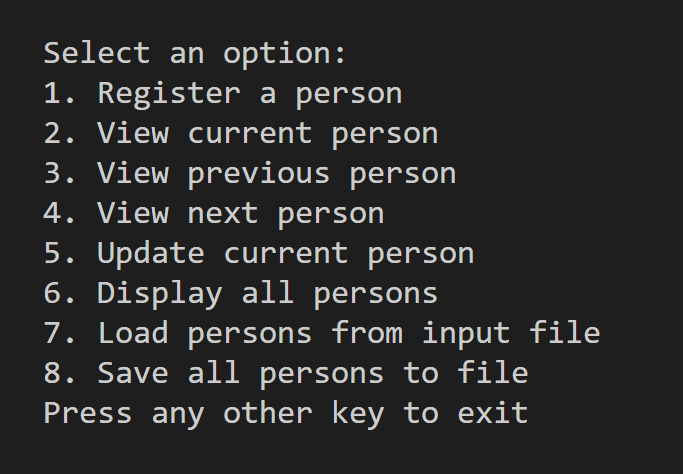 Select an option:
1. Register a person
2. View current person
3. View previous person
4. View next person
5. Update current person
6. Display all persons
7. Load persons from input file
8. Save all persons to file
Press any other key to exit